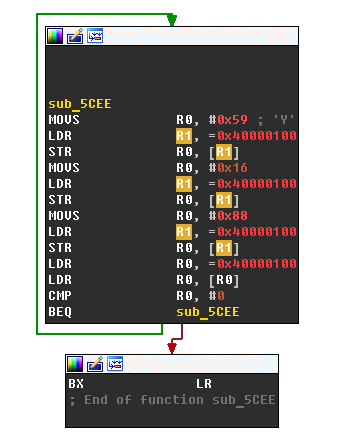 sub_5CEE
MOVS R0, #0x59 ; 'Y'
LDR R1, =0x40000100
STR R0, [R1]
MOVS R0, #0x16
LDR R1, =0x40000100
STR R0, [R1]
MOVS R0, #0x88
LDR R1, =0x40000100
STR R0, [R1]
LDR R0, =0x40000100
LDR R0, [R0]
CMP R0, #0
BEQ sub_5CEE
BX LR
; End of function sub_5CEE